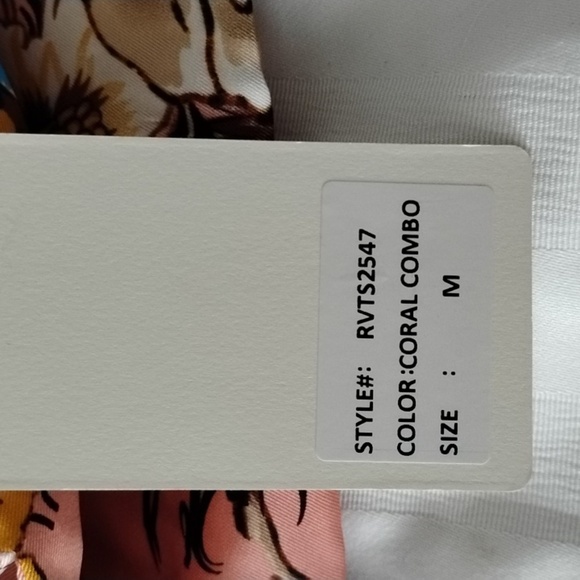 STYLE#: RVTS2547
COLOR:CORAL COMBO
SIZE : M